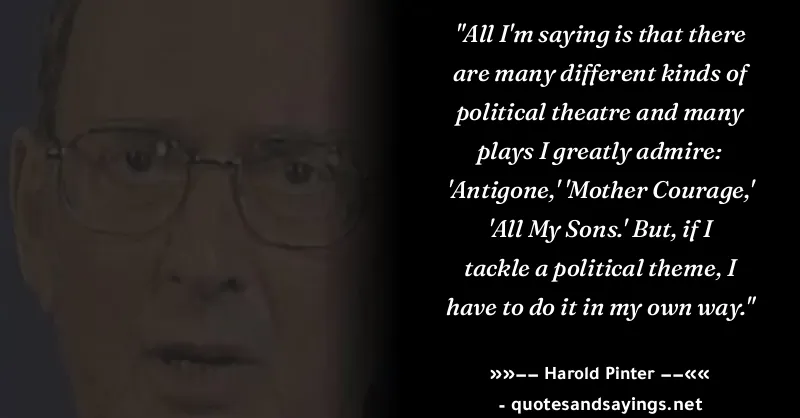 "All I'm saying is that there
are many different kinds of
political theatre and many
plays I greatly admire:
'Antigone,' 'Mother Courage,'
'All My Sons.' But, if I
tackle a political theme, I
have to do it in my own way."
»»−− Harold Pinter −−««
- quotesandsayings.net